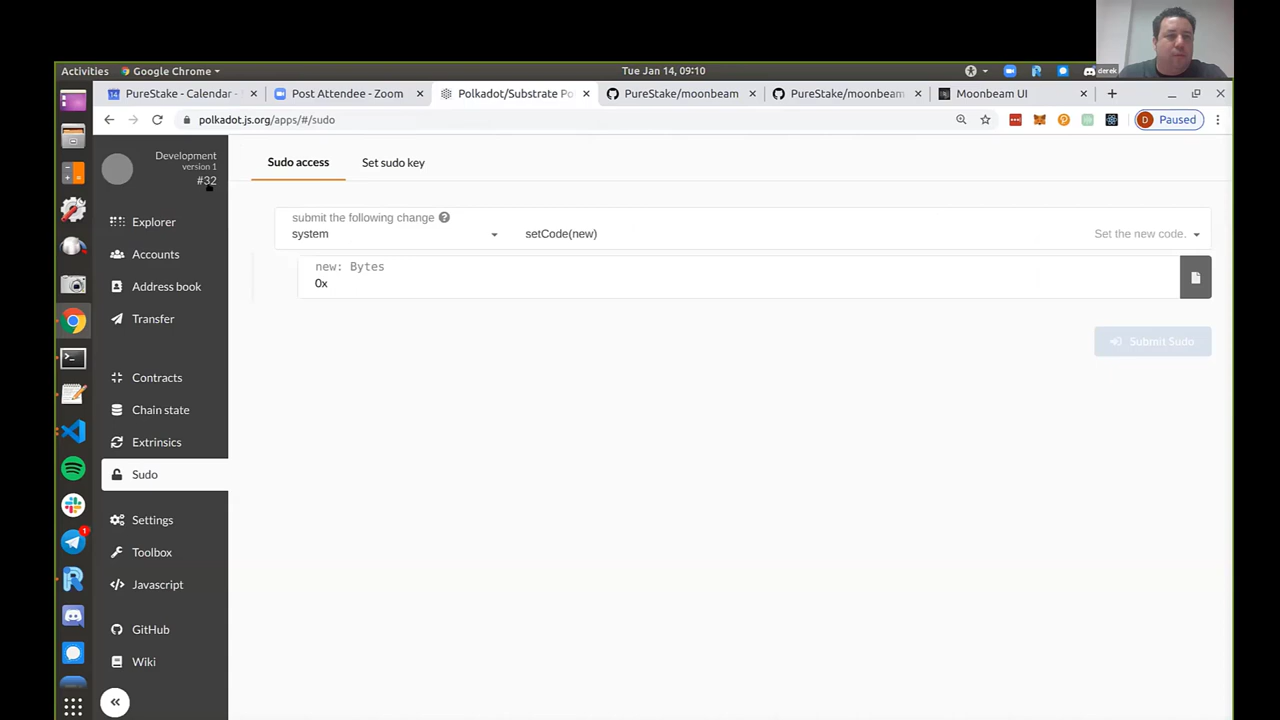 derek
Activities
Google Chrome
Tue Jan 14, 09:10
PureStake - Calendar -
Post Attendee - Zoom
Polkadot/Substrate Po
PureStake/moonbeam
PureStake/moonbeam
Moonbeam UI
polkadot.js.org/apps/#/sudo
D
Paused
Development
version 1
#32
Explorer
Accounts
Address book
Transfer
Contracts
Chain state
Extrinsics
Sudo
Settings
Toolbox
Javascript
GitHub
Wiki
Sudo access
Set sudo key
submit the following change
system
setCode(new)
Set the new code.
new: Bytes
0x
Submit Sudo
1